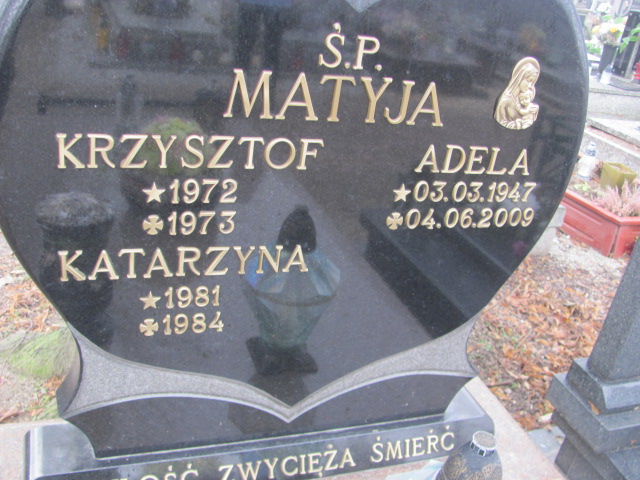 Ś.P.
MATYJA
KRZYSZTOF
★1972
✠1973
KATARZYNA
★1981
✠1984
ADELA
★03.03.1947
✠04.06.2009
ZWYCIĘŻA ŚMIERĆ